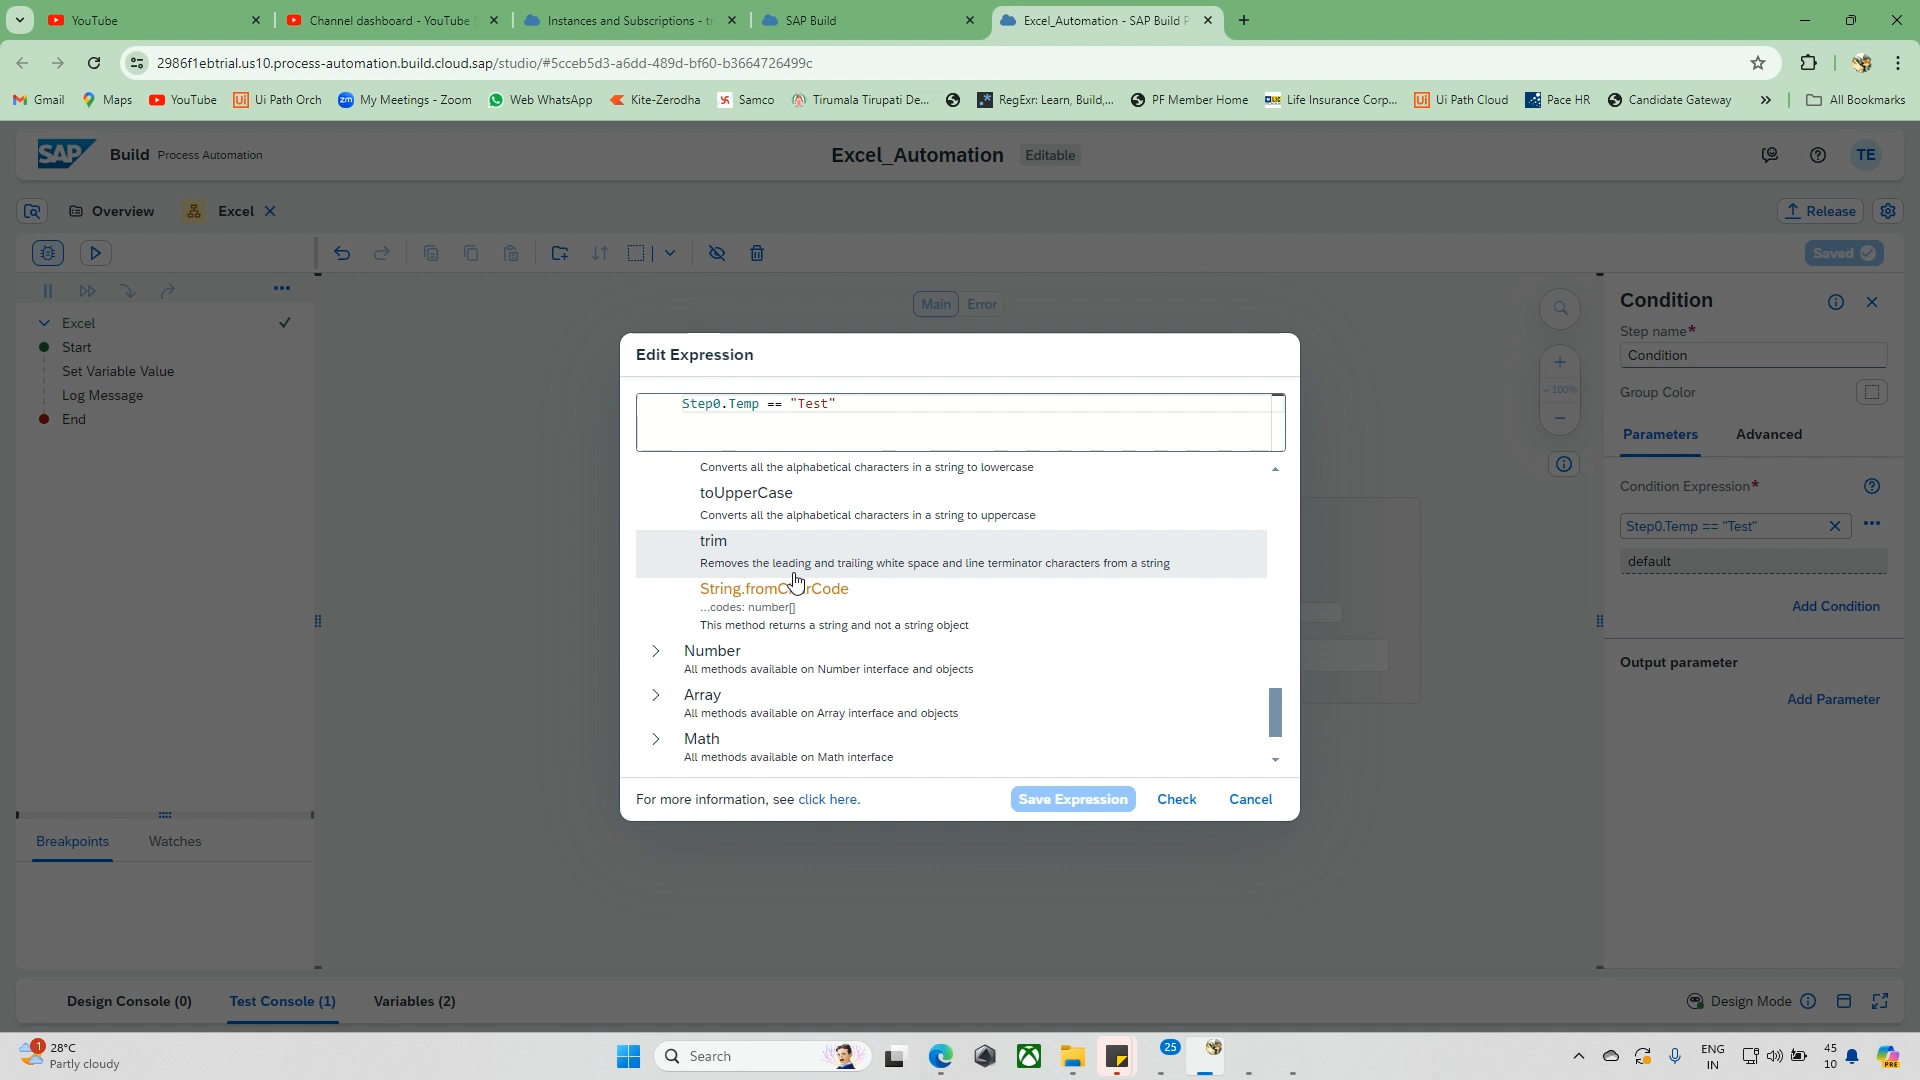 YouTube
Channel dashboard - YouTube S
Instances and Subscriptions - tr
SAP Build
Excel_Automation - SAP Build P
2986f1ebtrial.us10.process-automation.build.cloud.sap/studio/#5cceb5d3-a6dd-489d-bf60-b3664726499c
Gmail
Maps
YouTube
Ui Path Orch
My Meetings - Zoom
Web WhatsApp
Kite-Zerodha
Samco
Tirumala Tirupati De...
RegExr: Learn, Build,...
PF Member Home
Life Insurance Corp...
Ui Path Cloud
Pace HR
Candidate Gateway
All Bookmarks
SAP
Build Process Automation
Excel_Automation Editable
TE
Overview
Excel
Release
Saved
Excel
Start
Set Variable Value
Log Message
End
Main
Error
100%
Edit Expression
Step0.Temp == "Test"
Converts all the alphabetical characters in a string to lowercase
toUpperCase
Converts all the alphabetical characters in a string to uppercase
trim
Removes the leading and trailing white space and line terminator characters from a string
String.fromCharCode
...codes: number[]
This method returns a string and not a string object
Number
All methods available on Number interface and objects
Array
All methods available on Array interface and objects
Math
All methods available on Math interface
For more information, see click here.
Save Expression
Check
Cancel
Condition
Step name*
Condition
Group Color
Parameters
Advanced
Condition Expression*
Step0.Temp == "Test"
default
Add Condition
Output parameter
Add Parameter
Breakpoints
Watches
Design Console (0)
Test Console (1)
Variables (2)
Design Mode
1
28°C
Partly cloudy
Search
25
ENG
IN
45
10
PRE